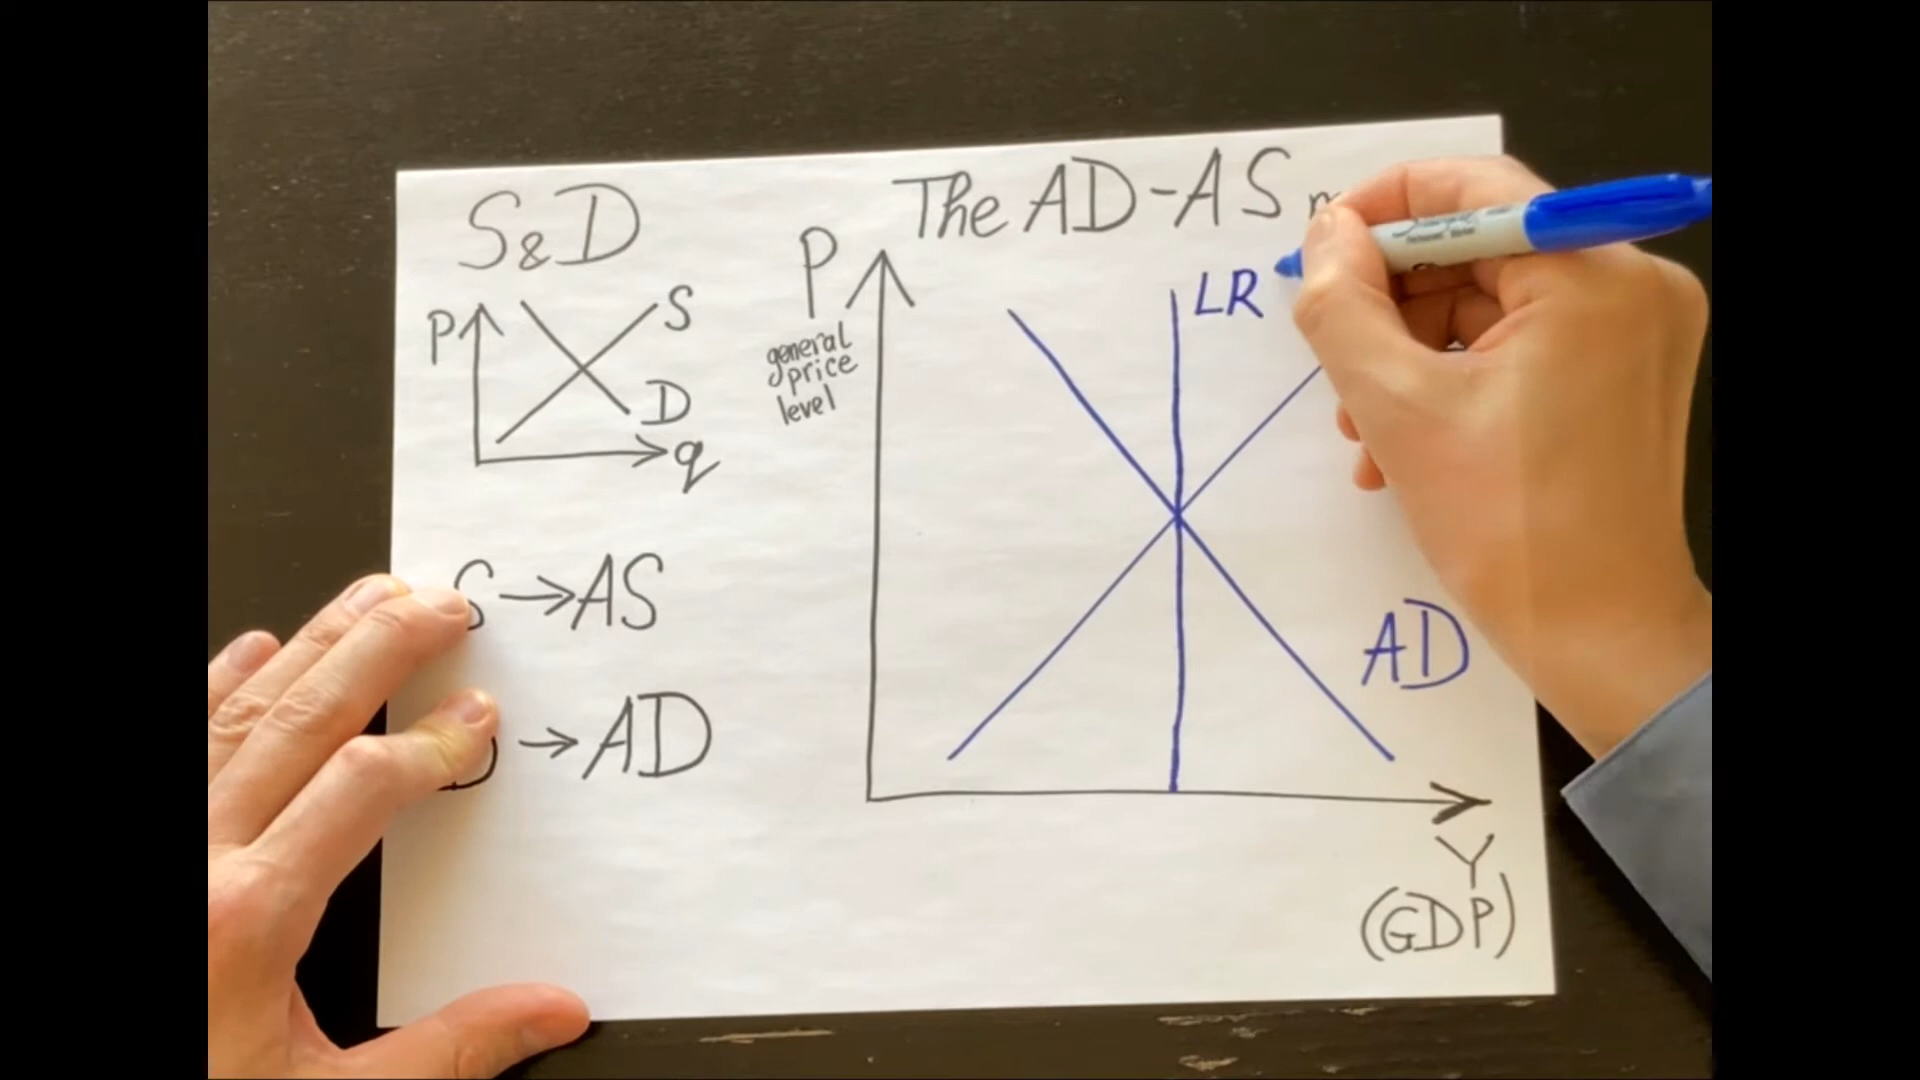 S & D
P
S
D
q
S → AS
→ AD
The AD-AS
P
general
price
level
LR
AD
Y
(GDP)